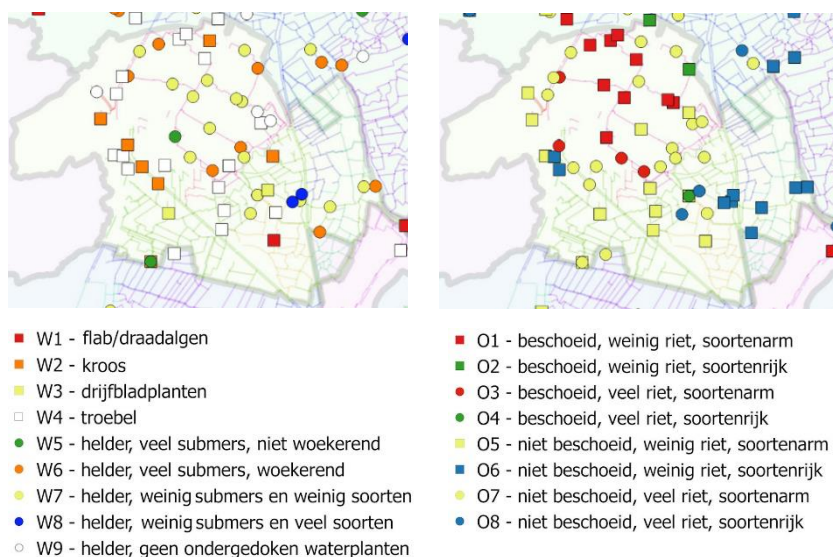 W1 - flab/draadalgen
W2 - kroos
W3 - drijfbladplanten
W4 - troebel
W5 - helder, veel submers, niet woekerend
W6 - helder, veel submers, woekerend
W7 - helder, weinig submers en weinig soorten
W8 - helder, weinig submers en veel soorten
W9 - helder, geen ondergedoken waterplanten
O1 - beschoeid, weinig riet, soortenarm
O2 - beschoeid, weinig riet, soortenrijk
O3 - beschoeid, veel riet, soortenarm
O4 - beschoeid, veel riet, soortenrijk
O5 - niet beschoeid, weinig riet, soortenarm
O6 - niet beschoeid, weinig riet, soortenrijk
O7 - niet beschoeid, veel riet, soortenarm
O8 - niet beschoeid, veel riet, soortenrijk